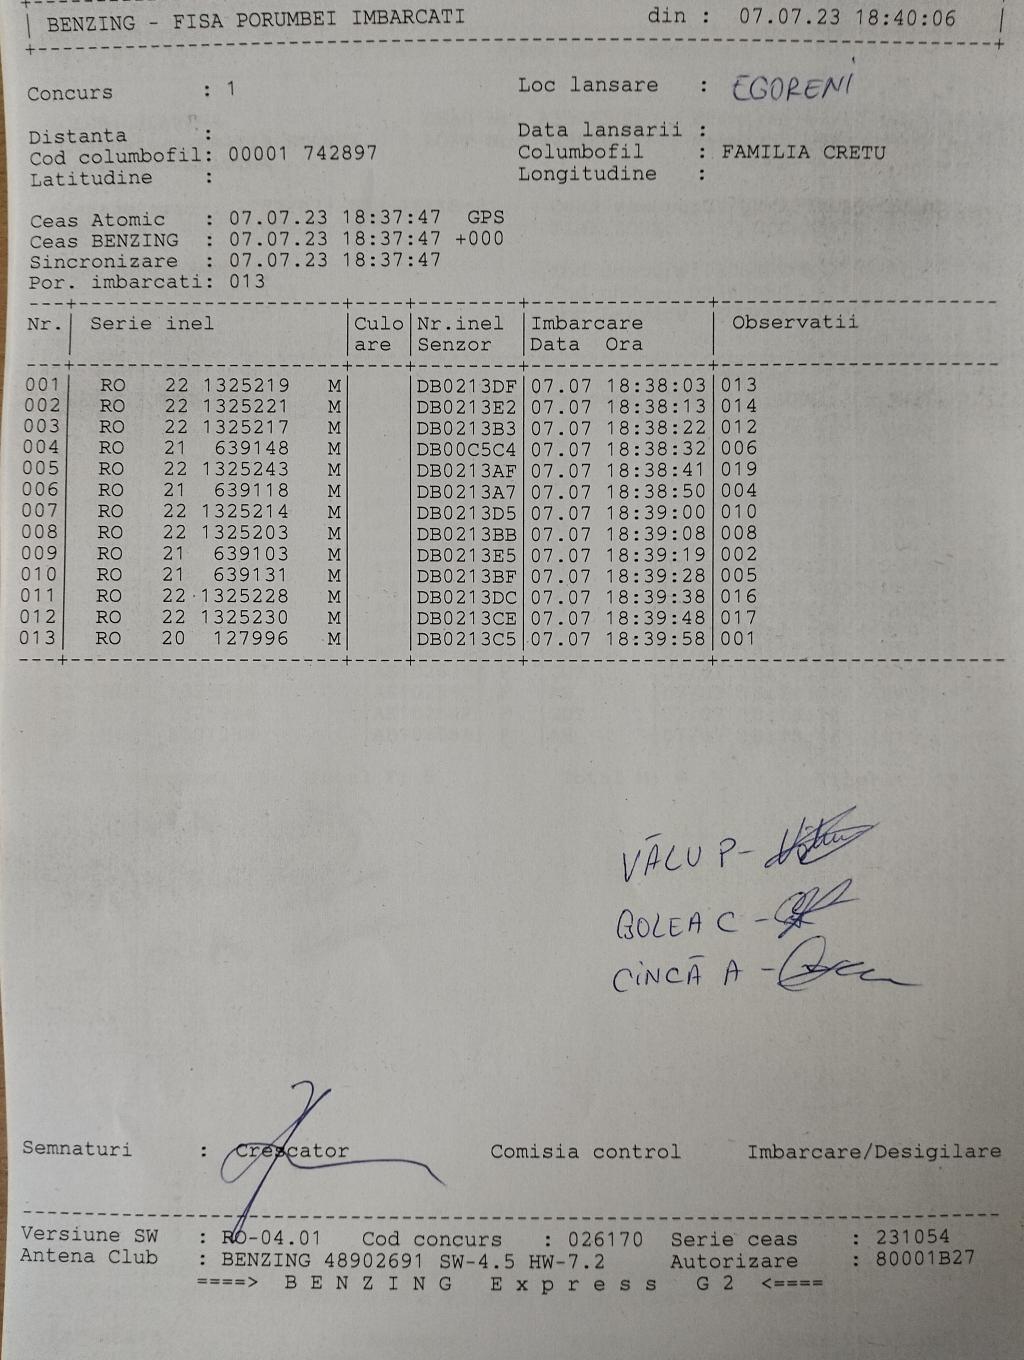 BENZING - FISA PORUMBEI IMBARCATI din : 07.07.23 18:40:06
Concurs : 1 Loc lansare : EGORENI
Distanta : Data lansarii :
Cod columbofil: 00001 742897 Columbofil : FAMILIA CRETU
Latitudine : Longitudine :
Ceas Atomic : 07.07.23 18:37:47 GPS
Ceas BENZING : 07.07.23 18:37:47 +000
Sincronizare : 07.07.23 18:37:47
Por. imbarcati: 013
Nr. Serie inel Culo Nr.inel Imbarcare Observatii
are Senzor Data Ora
001 RO 22 1325219 M DB0213DF 07.07 18:38:03 013
002 RO 22 1325221 M DB0213E2 07.07 18:38:13 014
003 RO 22 1325217 M DB0213B3 07.07 18:38:22 012
004 RO 21 639148 M DB00C5C4 07.07 18:38:32 006
005 RO 22 1325243 M DB0213AF 07.07 18:38:41 019
006 RO 21 639118 M DB0213A7 07.07 18:38:50 004
007 RO 22 1325214 M DB0213D5 07.07 18:39:00 010
008 RO 22 1325203 M DB0213BB 07.07 18:39:08 008
009 RO 21 639103 M DB0213E5 07.07 18:39:19 002
010 RO 21 639131 M DB0213BF 07.07 18:39:28 005
011 RO 22 1325228 M DB0213DC 07.07 18:39:38 016
012 RO 22 1325230 M DB0213CE 07.07 18:39:48 017
013 RO 20 127996 M DB0213C5 07.07 18:39:58 001
VĂLU P-
BOLEA C -
CINCĂ A -
Semnaturi : Crescator Comisia control Imbarcare/Desigilare
Versiune SW : RO-04.01 Cod concurs : 026170 Serie ceas : 231054
Antena Club : BENZING 48902691 SW-4.5 HW-7.2 Autorizare : 80001B27
====> B E N Z I N G E x p r e s s G 2 <====